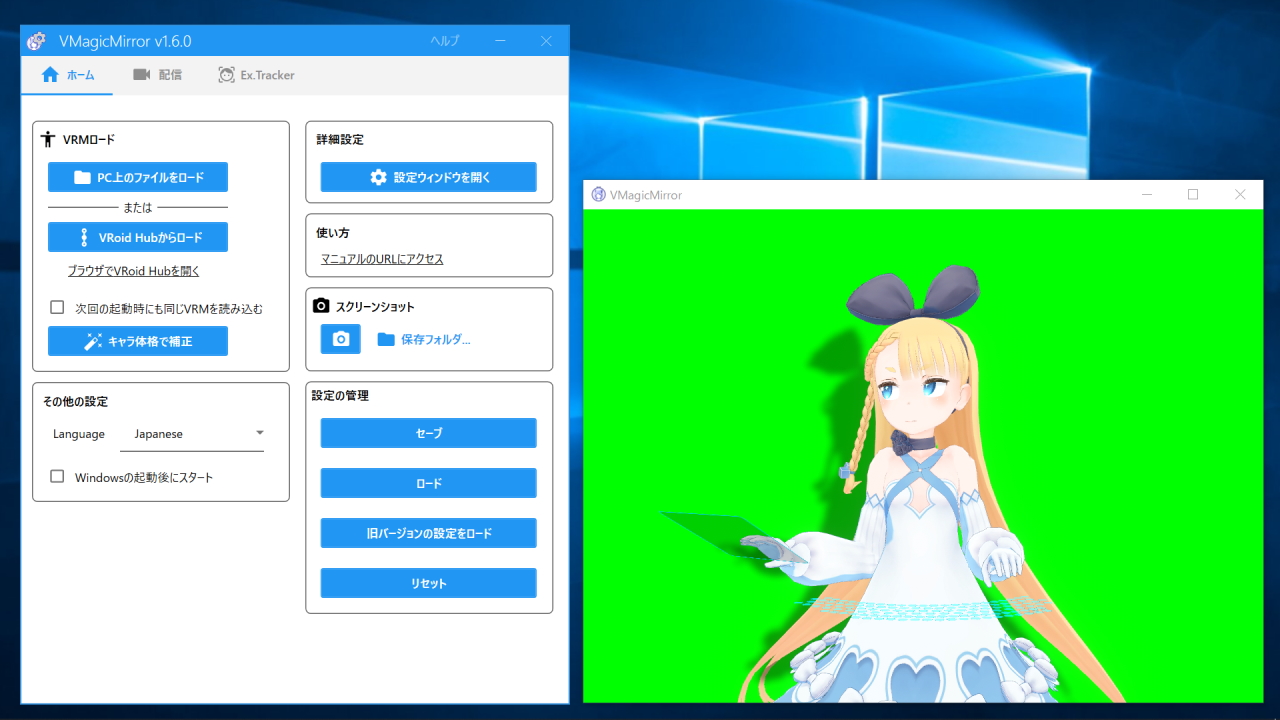 VMagicMirror v1.6.0
ヘルプ
ホーム
配信
Ex.Tracker
VRMロード
PC上のファイルをロード
または
VRoid Hubからロード
ブラウザでVRoid Hubを開く
次回の起動時にも同じVRMを読み込む
キャラ体格で補正
その他の設定
Language
Japanese
Windowsの起動後にスタート
詳細設定
設定ウィンドウを開く
使い方
マニュアルのURLにアクセス
スクリーンショット
保存フォルダ...
設定の管理
セーブ
ロード
旧バージョンの設定をロード
リセット
VMagicMirror